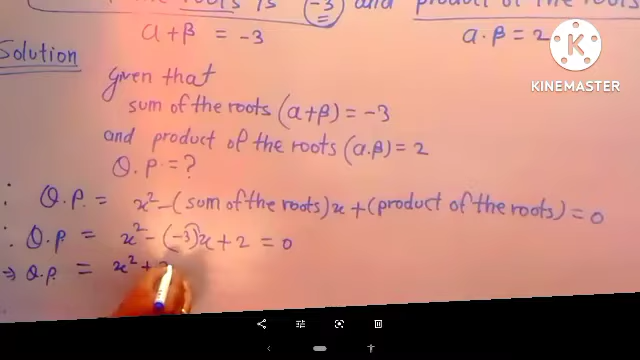 the roots is (-3) and product of the roots
α+β = -3
α.β = 2
KINEMASTER
Solution
given that
sum of the roots (α+β) = -3
and product of the roots (α.β) = 2
Q.P. = ?
∴ Q.P. = x² - (sum of the roots)x + (product of the roots) = 0
∴ Q.P = x² - (-3)x + 2 = 0
⇒ Q.P. = x² +